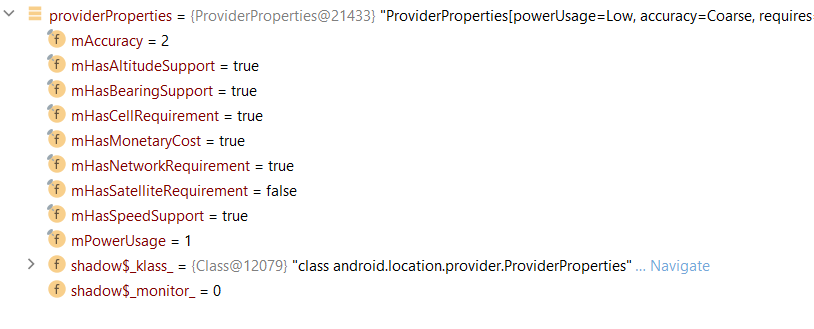 providerProperties = {ProviderProperties@21433} "ProviderProperties[powerUsage=Low, accuracy=Coarse, requires
f mAccuracy = 2
f mHasAltitudeSupport = true
f mHasBearingSupport = true
f mHasCellRequirement = true
f mHasMonetaryCost = true
f mHasNetworkRequirement = true
f mHasSatelliteRequirement = false
f mHasSpeedSupport = true
f mPowerUsage = 1
f shadow$_klass_ = {Class@12079} "class android.location.provider.ProviderProperties" ... Navigate
f shadow$_monitor_ = 0